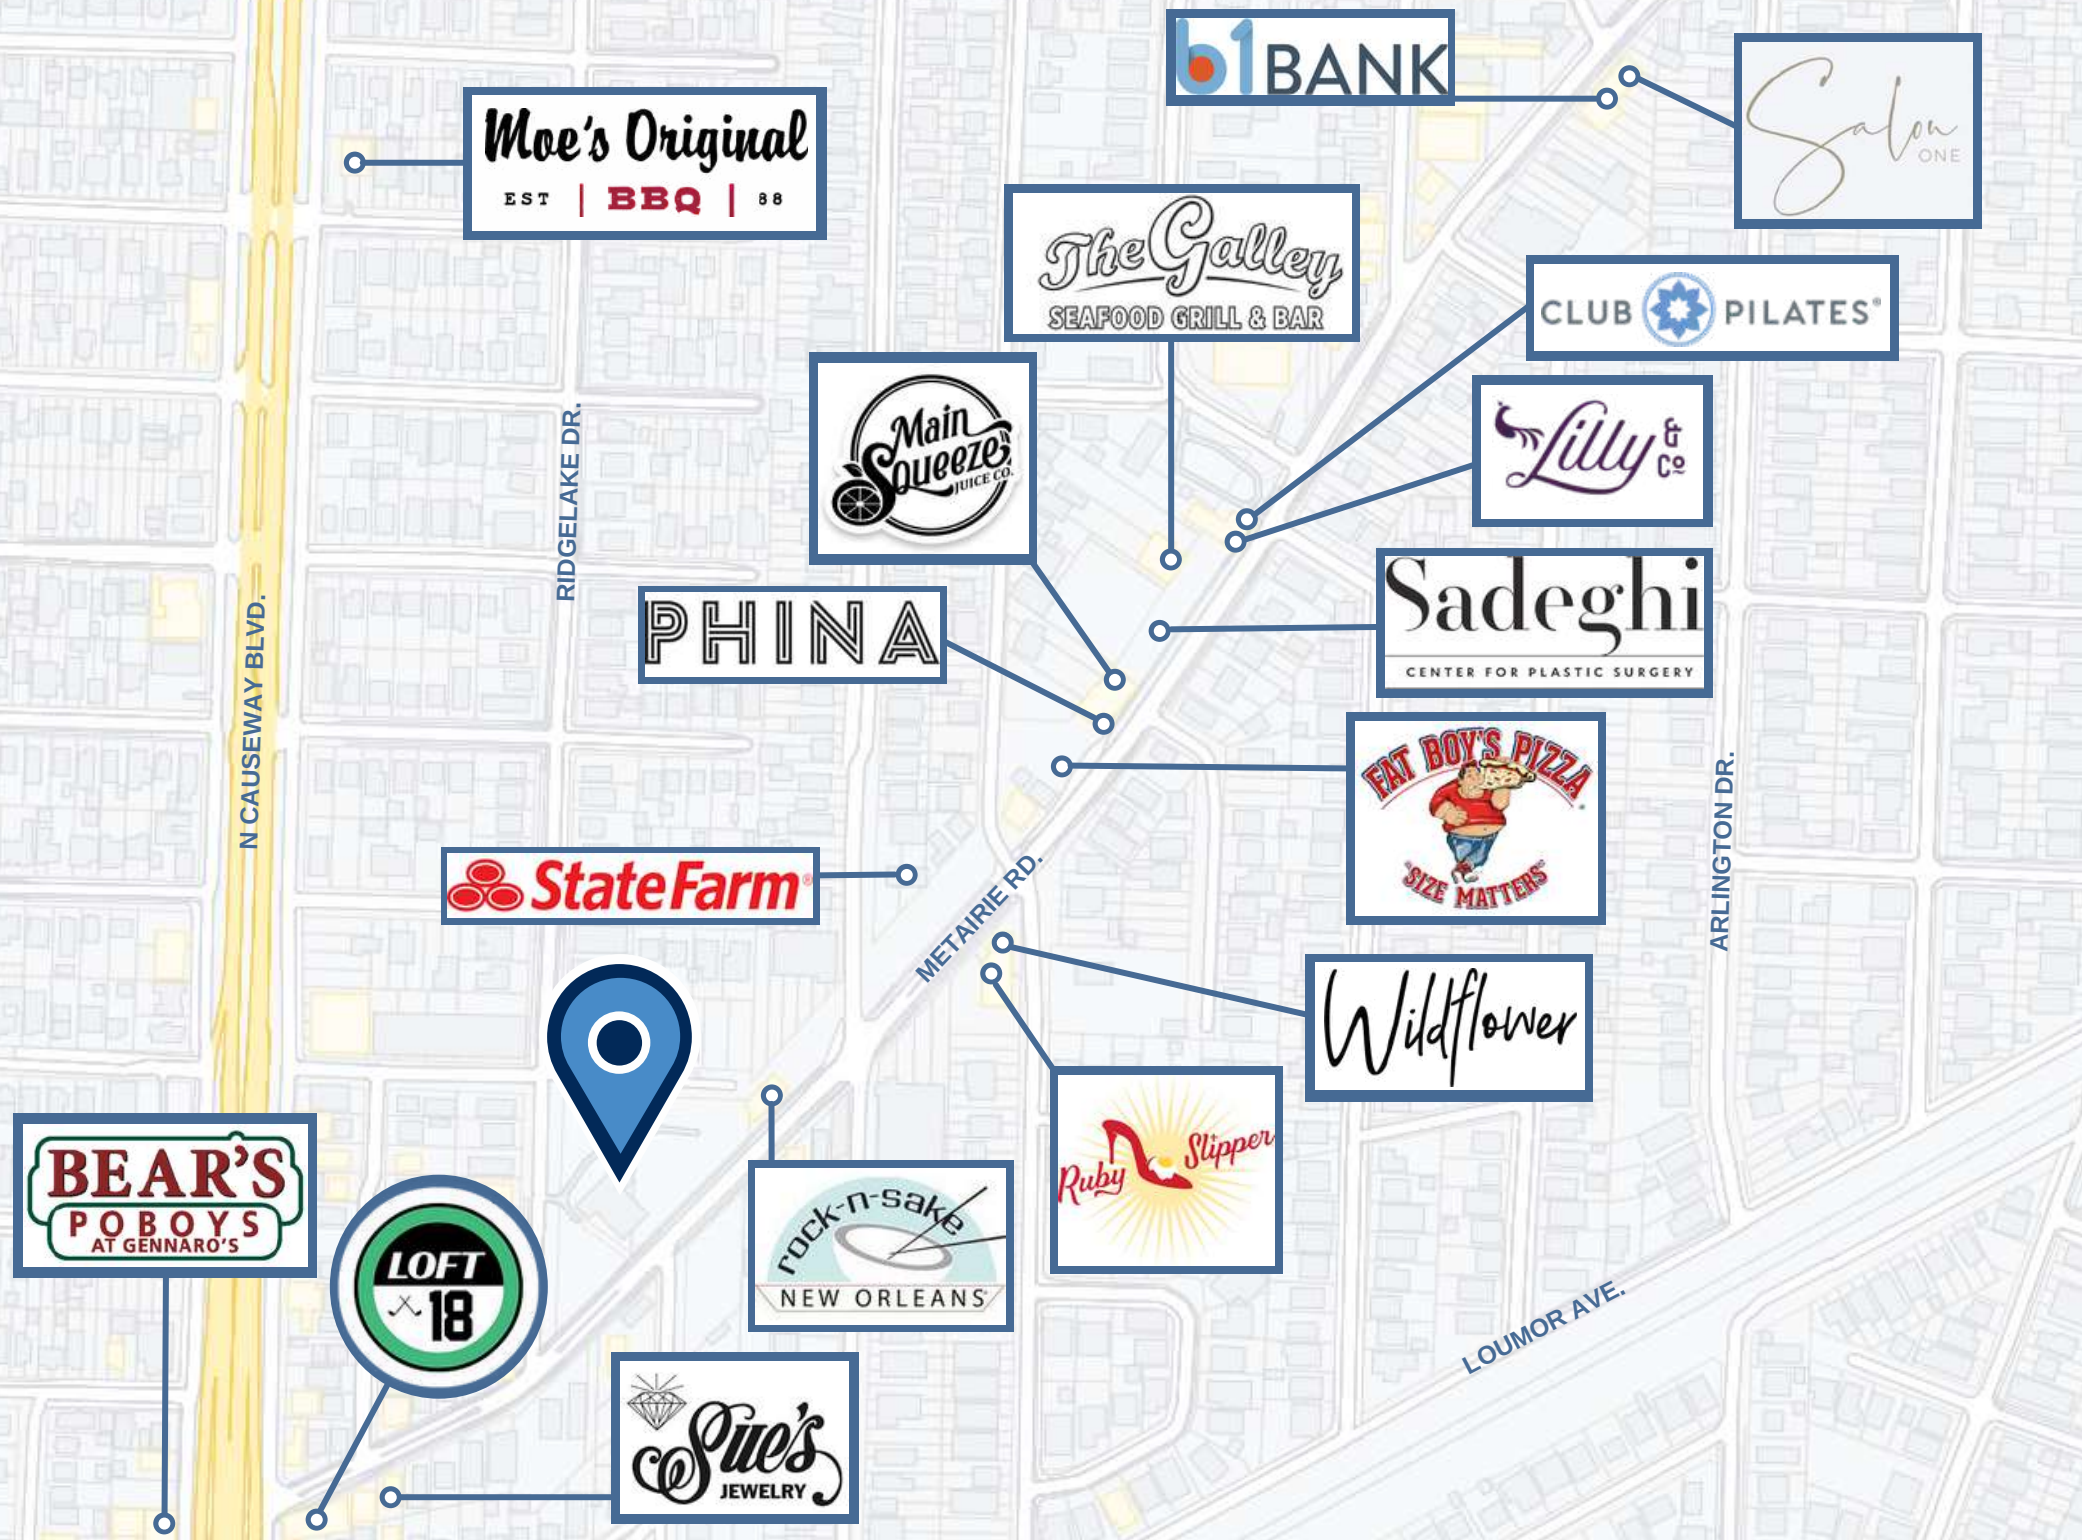 b1BANK
Salon
ONE
Moe's Original
EST | BBQ | 88
The Galley
SEAFOOD GRILL & BAR
CLUB PILATES®
Main
Squeeze
JUICE CO.
Lilly & Co
RIDGELAKE DR.
Sadeghi
CENTER FOR PLASTIC SURGERY
PHINA
N CAUSEWAY BLVD.
FAT BOY'S PIZZA
"SIZE MATTERS"
ARLINGTON DR.
StateFarm®
METAIRIE RD.
Wildflower
Ruby Slipper
BEAR'S
POBOYS
AT GENNARO'S
LOFT
18
rock-n-sake
NEW ORLEANS
LOUMOR AVE.
Sue's
JEWELRY